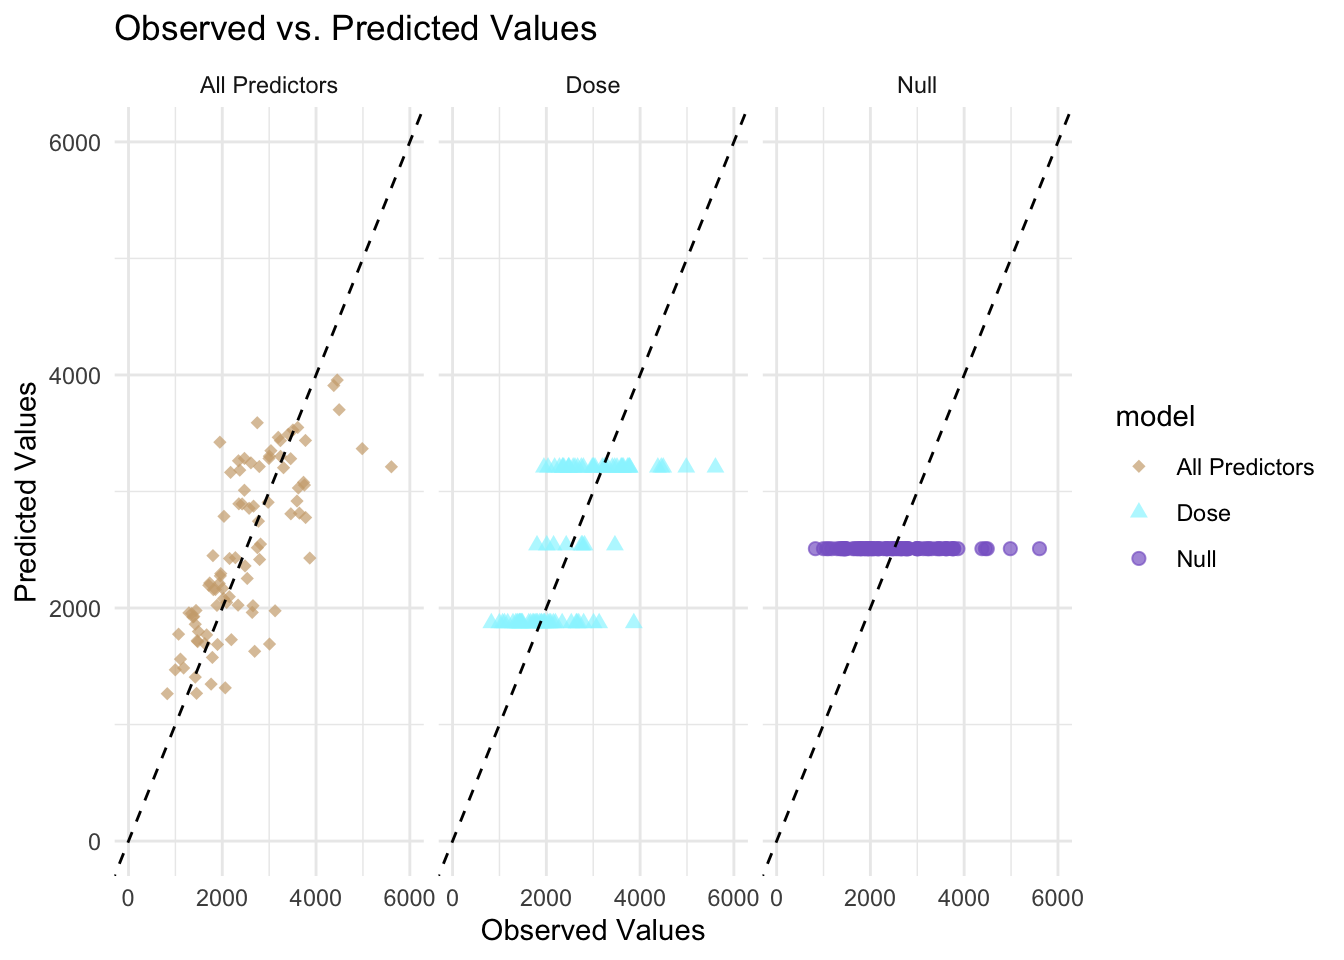 Observed vs. Predicted Values
All Predictors
Dose
Null
6000
4000
2000
0
Predicted Values
0 2000 4000 6000
0 2000 4000 6000
0 2000 4000 6000
Observed Values
model
All Predictors
Dose
Null